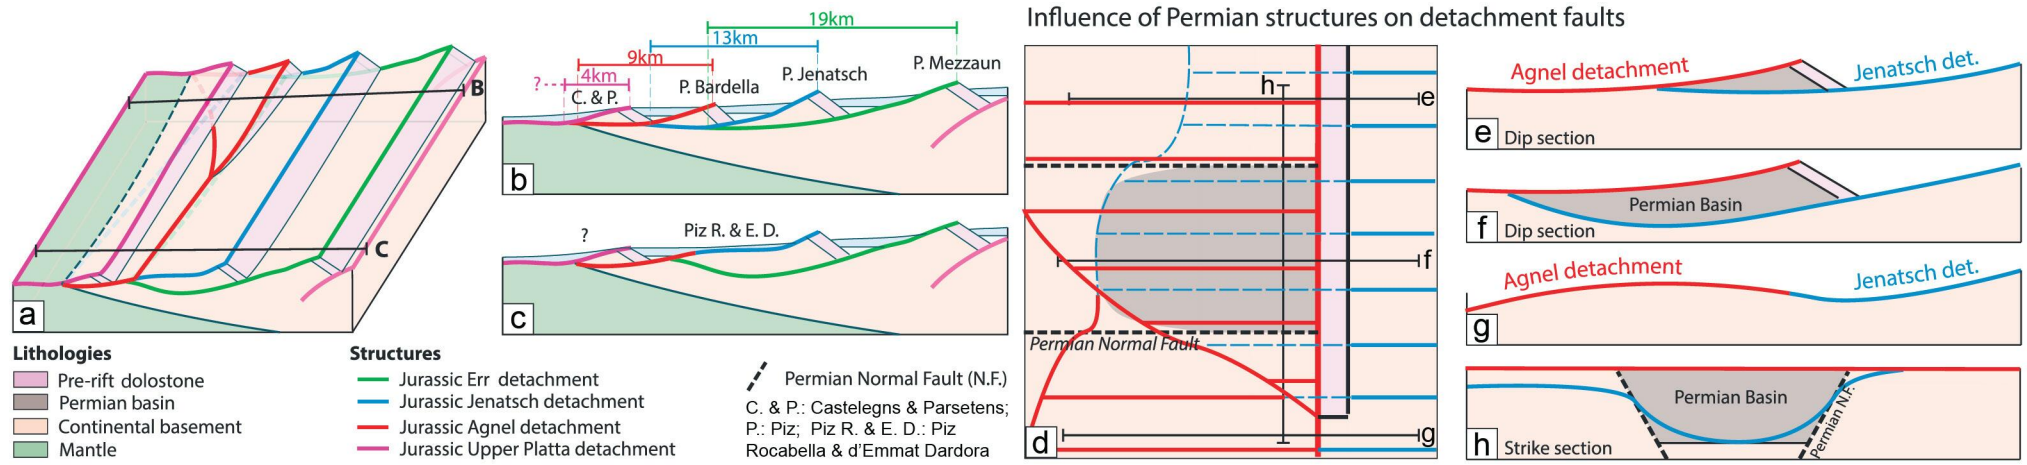 B
C
a
Lithologies
Pre-rift dolostone
Permian basin
Continental basement
Mantle
Structures
Jurassic Err detachment
Jurassic Jenatsch detachment
Jurassic Agnel detachment
Jurassic Upper Platta detachment
19km
13km
9km
?
4km
C. & P.
P. Bardella
P. Jenatsch
P. Mezzaun
b
?
Piz R. & E. D.
c
Permian Normal Fault (N.F.)
C. & P.: Castelegns & Parsetens;
P.: Piz; Piz R. & E. D.: Piz
Rocabella & d'Emmat Dardora
Influence of Permian structures on detachment faults
h
e
f
Permian Normal Fault
d
g
Agnel detachment
Jenatsch det.
e
Dip section
Permian Basin
f
Dip section
Agnel detachment
Jenatsch det.
g
Permian Basin
Permian N.F.
h
Strike section